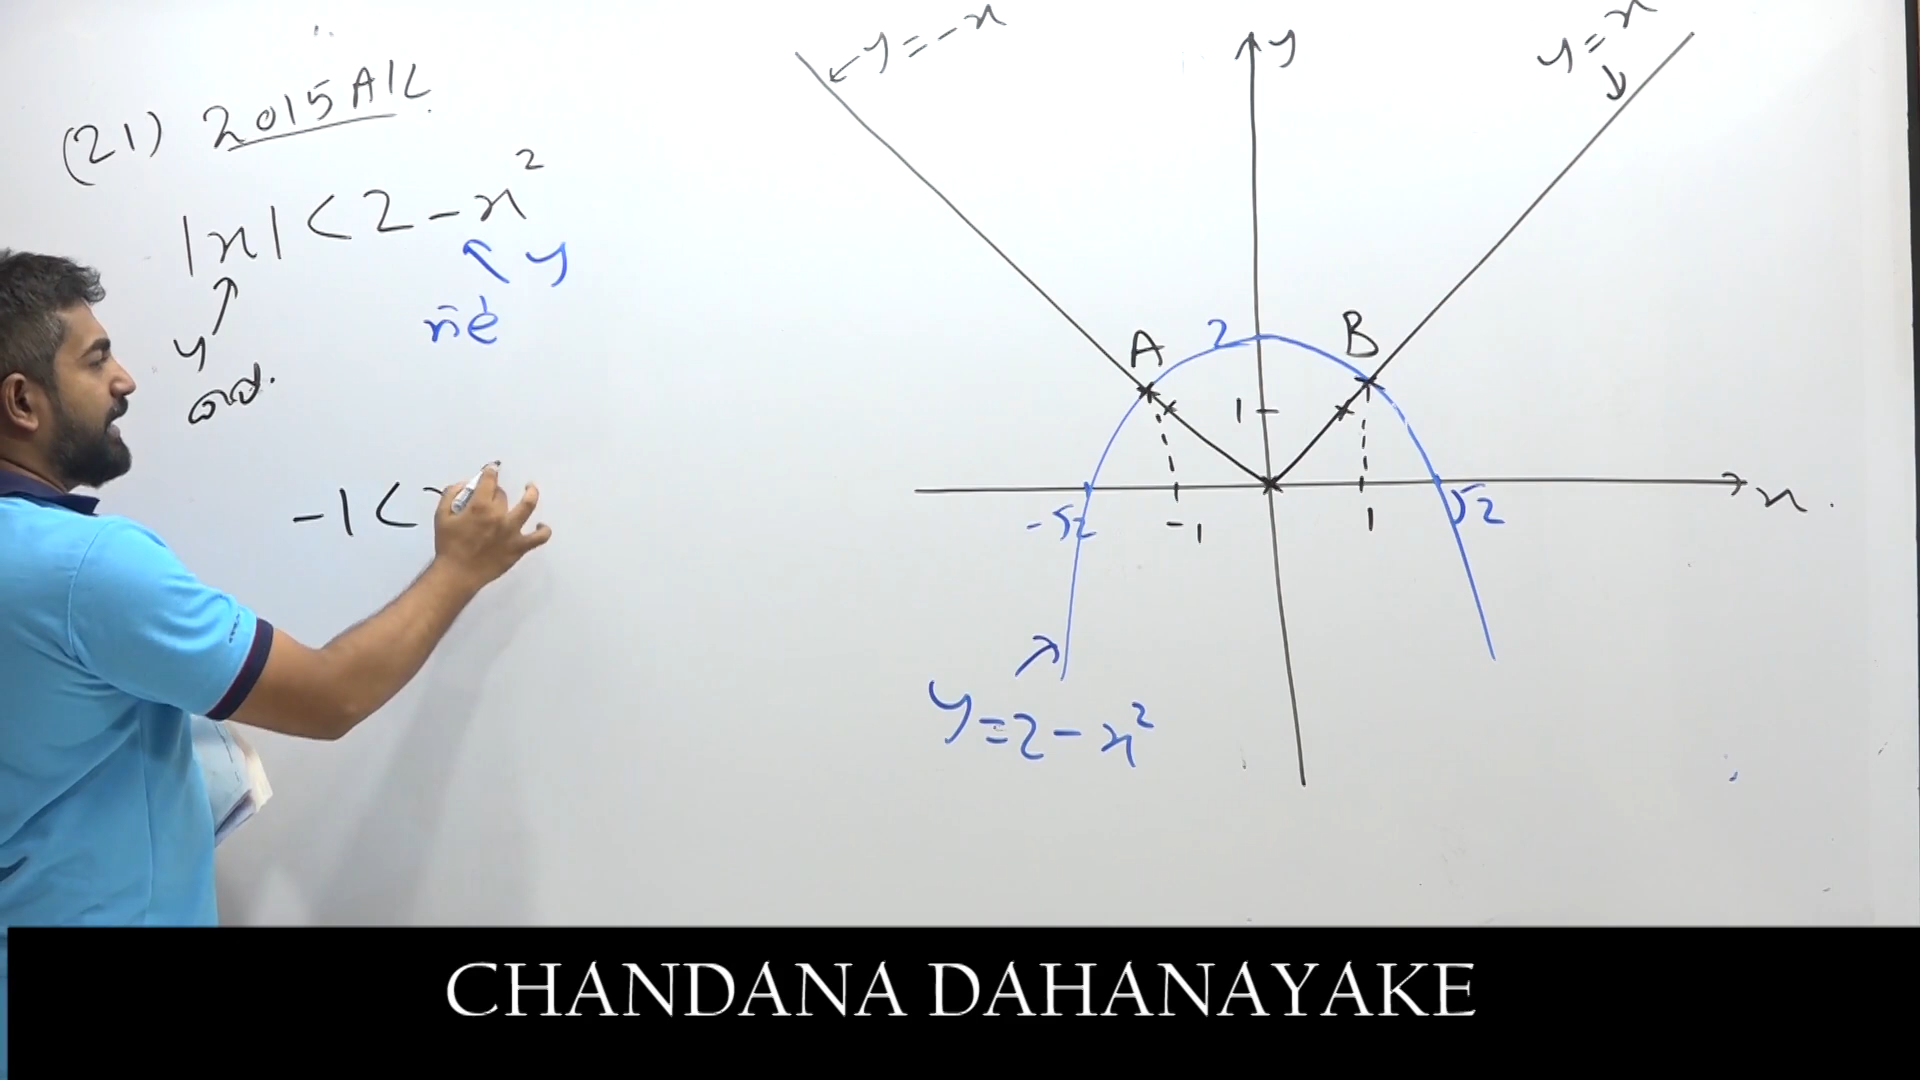 (21) 2015 A/L
|x| < 2 - x²
y
y
-1 <
y = -x
y
y = x
A
2
B
1
-√2
-1
1
√2
x
y = 2 - x²
CHANDANA DAHANAYAKE